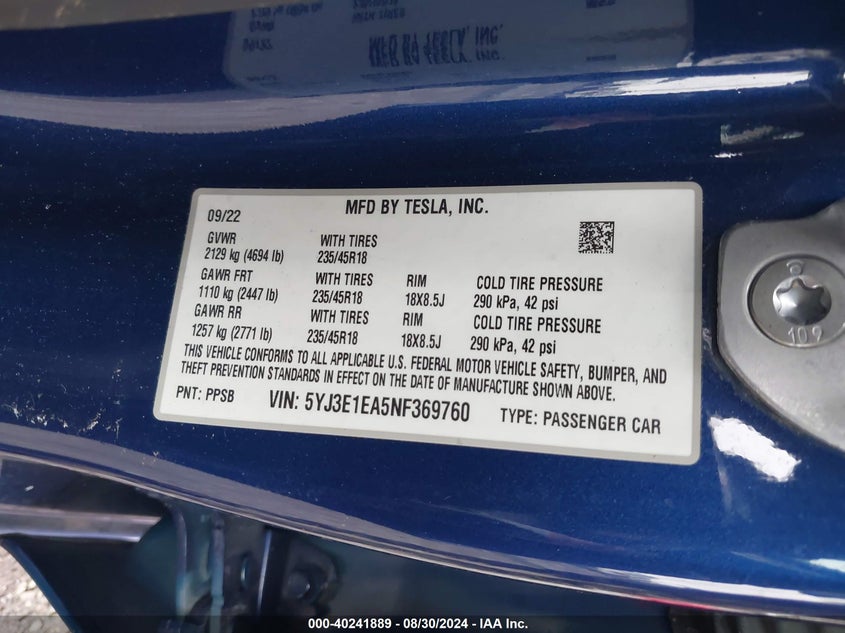 MFD BY TESLA, INC.
09/22
GVWR WITH TIRES
2129 kg (4694 lb) 235/45R18
GAWR FRT WITH TIRES RIM COLD TIRE PRESSURE
1110 kg (2447 lb) 235/45R18 18X8.5J 290 kPa, 42 psi
GAWR RR WITH TIRES RIM COLD TIRE PRESSURE
1257 kg (2771 lb) 235/45R18 18X8.5J 290 kPa, 42 psi
THIS VEHICLE CONFORMS TO ALL APPLICABLE U.S. FEDERAL MOTOR VEHICLE SAFETY, BUMPER, AND
THEFT PREVENTION STANDARDS IN EFFECT ON THE DATE OF MANUFACTURE SHOWN ABOVE.
PNT: PPSB VIN: 5YJ3E1EA5NF369760 TYPE: PASSENGER CAR
109
000-40241889 - 08/30/2024 - IAA Inc.